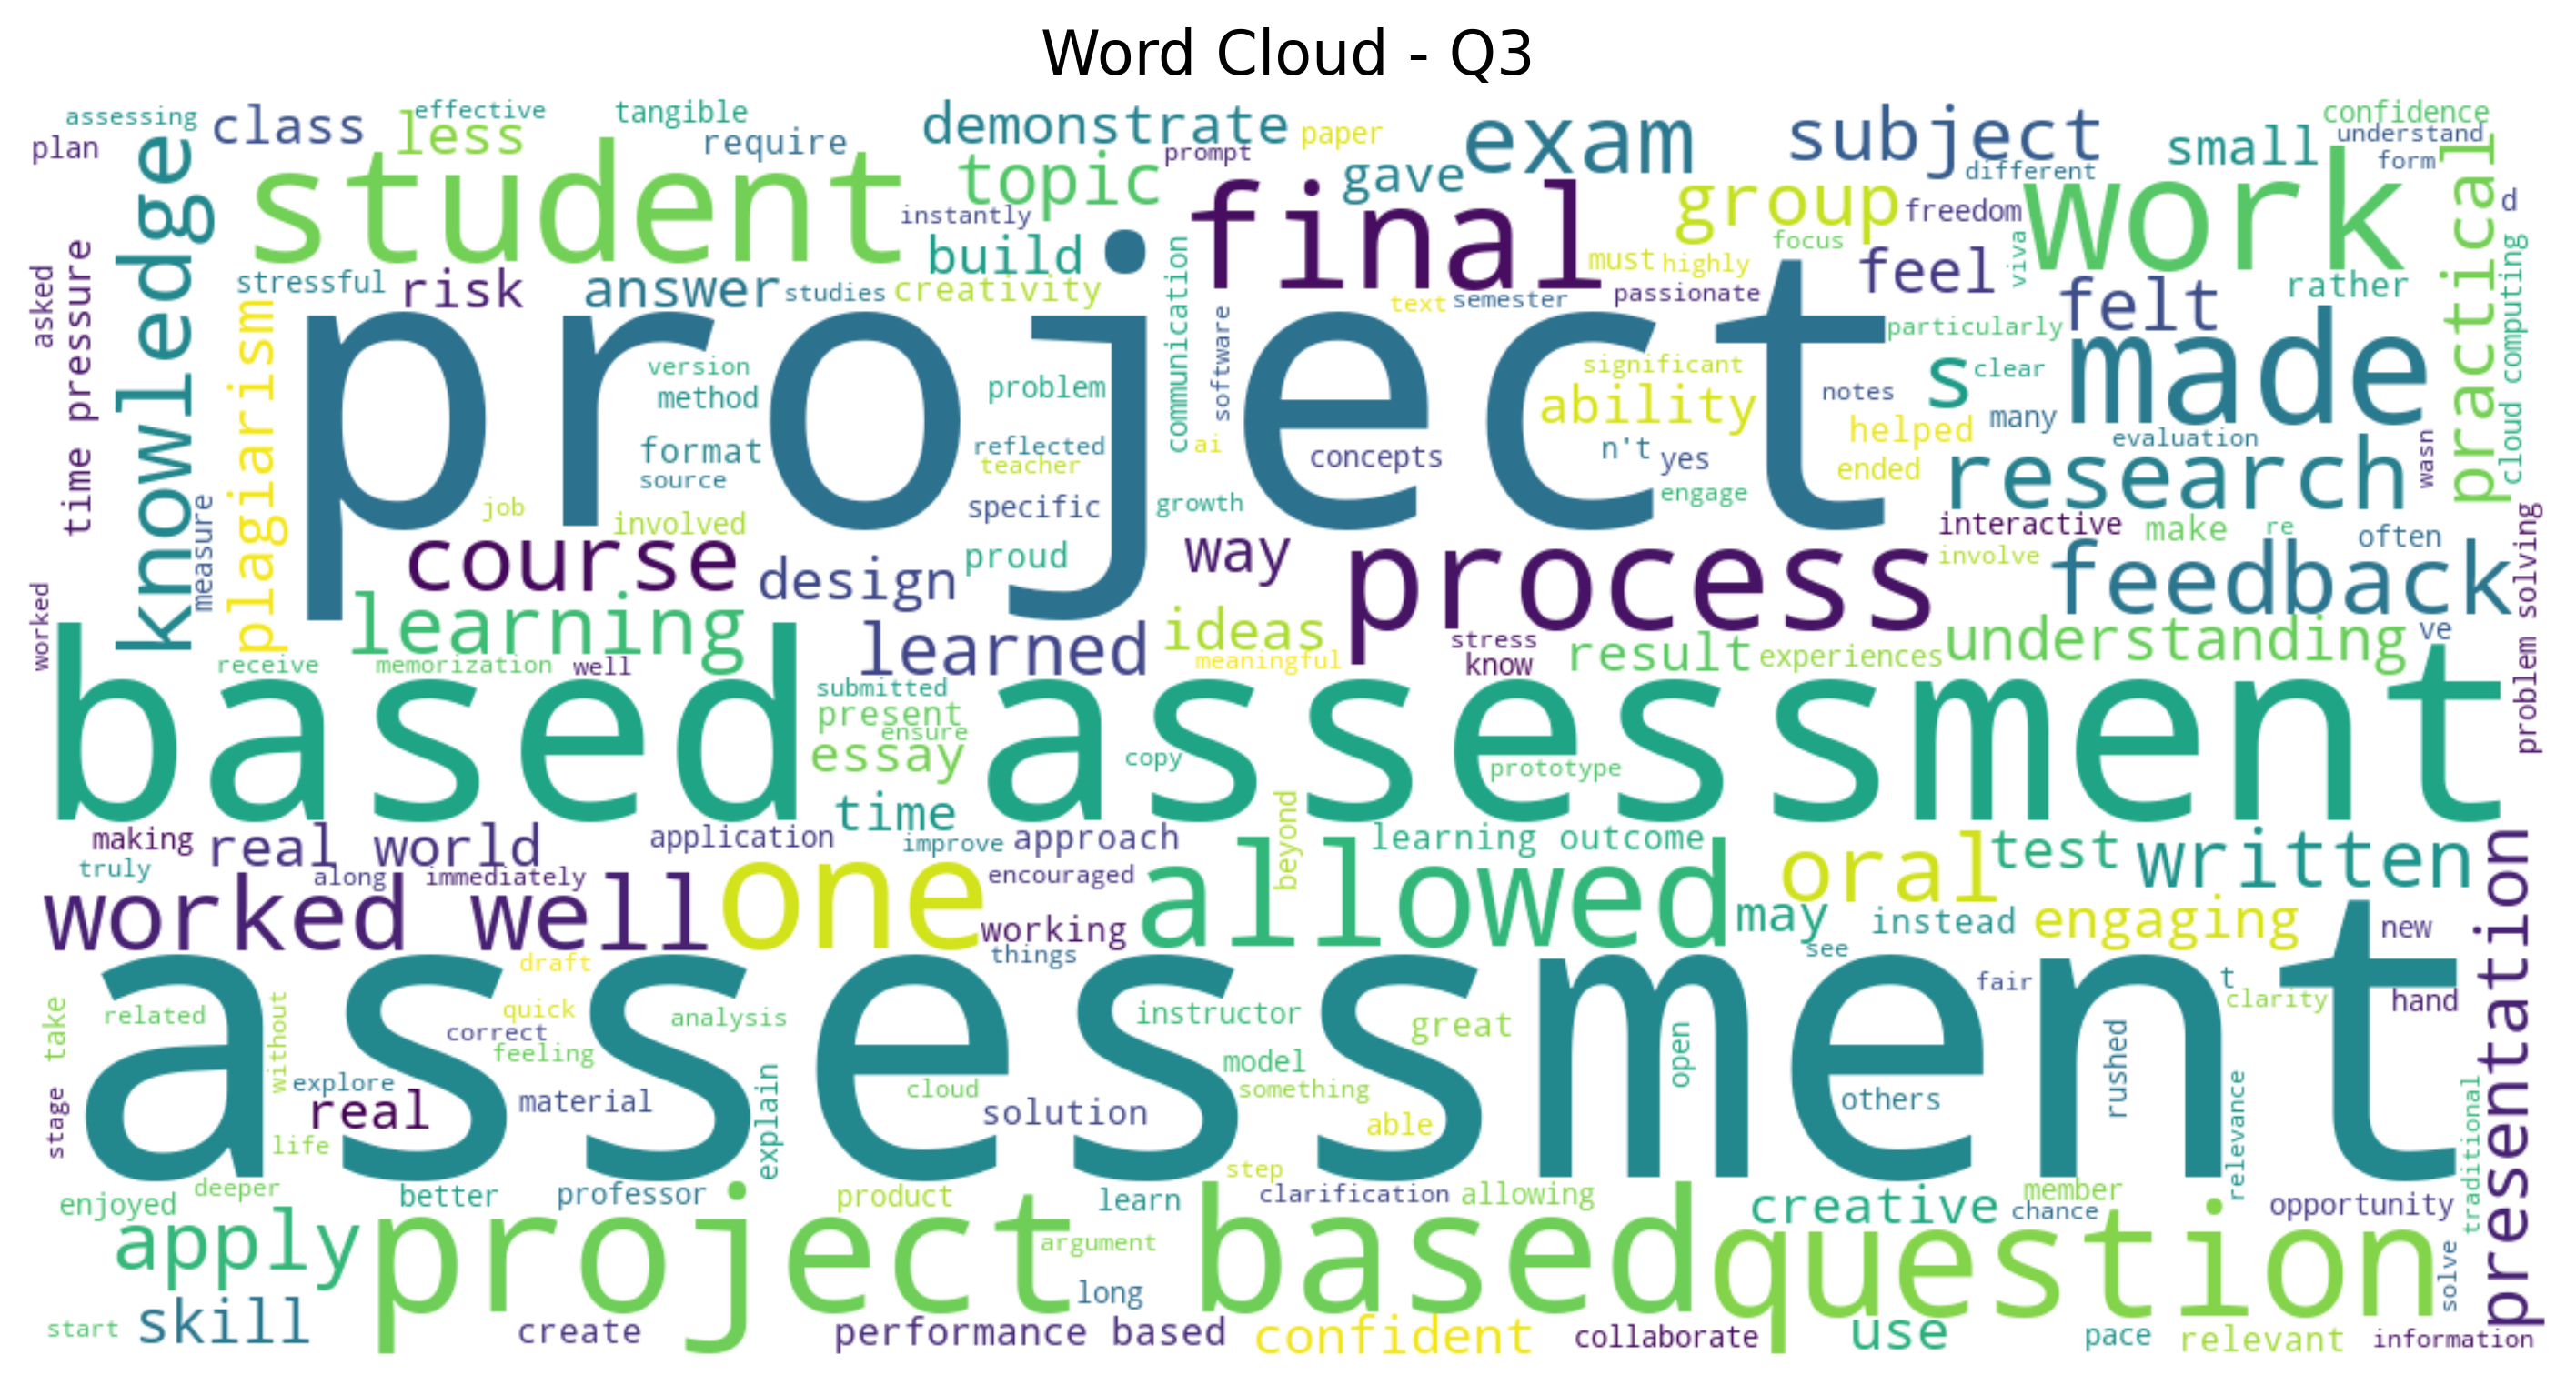 Word Cloud - Q3
assessing
plan
class
effective
less
tangible
require
demonstrate
paper
prompt
exam
subject
different
small
confidence
understand
form
knowledge
student
topic
instantly
final
gave
group
freedom
work
practical
d
asked
time pressure
stressful
risk
answer
studies
build
creativity
communication
software
must
highly
focus
text
semester
passionate
feel
viva
felt
rather
cloud computing
plagiarism
project
version
method
problem
format
source
reflected
teacher
ai
concepts
significant
ability
n't
yes
engage
particularly
s
clear
notes
many
helped
ended
made
evaluation
research
wasn
measure
job
involved
specific
growth
course
design
proud
way
process
interactive
make
re
often
involve
feedback
problem solving
worked
learning
learned
ideas
meaningful
stress
know
result
experiences
understanding
ve
receive
memorization
well
based assessment
submitted
present
ensure
essay
copy
prototype
time
making
real world
truly
along
immediately
application
improve
approach
encouraged
beyond
learning outcome
oral
test
written
worked well
one
working
things
allowed
may
instead
engaging
see
new
presentation
assessment
draft
quick
correct
feeling
analysis
take
related
without
instructor
great
model
something
open
fair
t
clarity
hand
rushed
others
relevance
traditional
stage
explore
real
life
material
explain
cloud
solution
able
step
enjoyed
deeper
better
professor
product
learn
clarification
allowing
creative
member
chance
opportunity
apply
project based
argument
question
solve
long
start
skill
create
performance based
confident
collaborate
use
pace
relevant
information